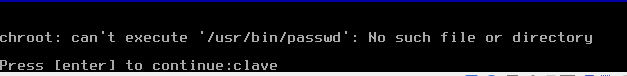 chroot: can't execute '/usr/bin/passwd': No such file or directory
Press [enter] to continue:clave